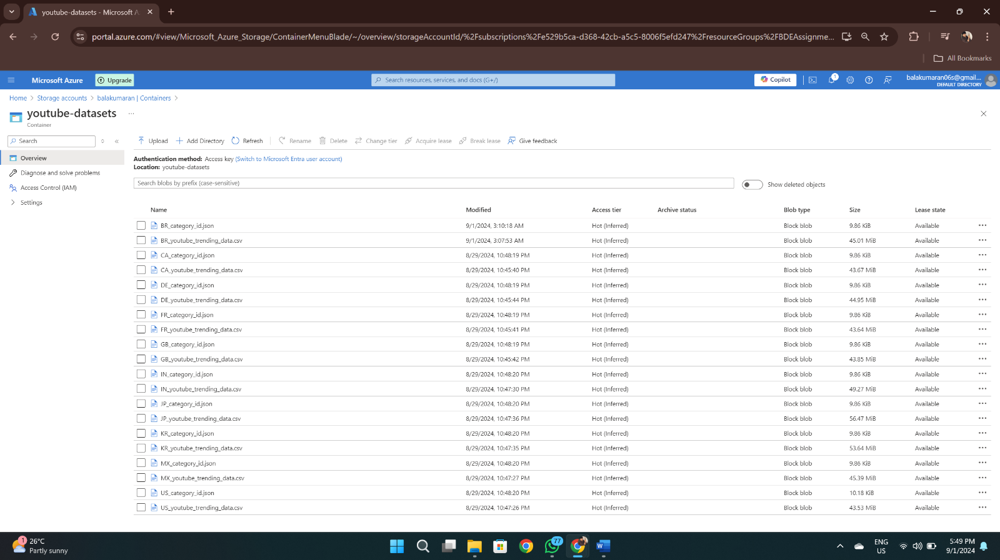 youtube-datasets - Microsoft A
portal.azure.com/#view/Microsoft_Azure_Storage/ContainerMenuBlade/~/overview/storageAccountId/%2Fsubscriptions%2Fe529b5ca-d368-42cb-a5c5-8006f5efd247%2FresourceGroups%2FBDEAssignme...
All Bookmarks
Microsoft Azure
Upgrade
Search resources, services, and docs (G+/)
Copilot
1
balakumaran06s@gmail...
DEFAULT DIRECTORY
Home > Storage accounts > balakumaran | Containers >
youtube-datasets ...
Container
Search
Overview
Diagnose and solve problems
Access Control (IAM)
Settings
Upload Add Directory Refresh Rename Delete Change tier Acquire lease Break lease Give feedback
Authentication method: Access key (Switch to Microsoft Entra user account)
Location: youtube-datasets
Search blobs by prefix (case-sensitive)
Show deleted objects
Name Modified Access tier Archive status Blob type Size Lease state
BR_category_id.json 9/1/2024, 3:10:18 AM Hot (Inferred) Block blob 9.86 KiB Available ...
BR_youtube_trending_data.csv 9/1/2024, 3:07:53 AM Hot (Inferred) Block blob 45.01 MiB Available ...
CA_category_id.json 8/29/2024, 10:48:19 PM Hot (Inferred) Block blob 9.86 KiB Available ...
CA_youtube_trending_data.csv 8/29/2024, 10:45:40 PM Hot (Inferred) Block blob 43.67 MiB Available ...
DE_category_id.json 8/29/2024, 10:48:19 PM Hot (Inferred) Block blob 9.86 KiB Available ...
DE_youtube_trending_data.csv 8/29/2024, 10:45:44 PM Hot (Inferred) Block blob 44.95 MiB Available ...
FR_category_id.json 8/29/2024, 10:48:19 PM Hot (Inferred) Block blob 9.86 KiB Available ...
FR_youtube_trending_data.csv 8/29/2024, 10:45:41 PM Hot (Inferred) Block blob 43.64 MiB Available ...
GB_category_id.json 8/29/2024, 10:48:19 PM Hot (Inferred) Block blob 9.86 KiB Available ...
GB_youtube_trending_data.csv 8/29/2024, 10:45:42 PM Hot (Inferred) Block blob 43.85 MiB Available ...
IN_category_id.json 8/29/2024, 10:48:20 PM Hot (Inferred) Block blob 9.86 KiB Available ...
IN_youtube_trending_data.csv 8/29/2024, 10:47:30 PM Hot (Inferred) Block blob 49.27 MiB Available ...
JP_category_id.json 8/29/2024, 10:48:20 PM Hot (Inferred) Block blob 9.86 KiB Available ...
JP_youtube_trending_data.csv 8/29/2024, 10:47:36 PM Hot (Inferred) Block blob 56.47 MiB Available ...
KR_category_id.json 8/29/2024, 10:48:20 PM Hot (Inferred) Block blob 9.86 KiB Available ...
KR_youtube_trending_data.csv 8/29/2024, 10:47:35 PM Hot (Inferred) Block blob 53.64 MiB Available ...
MX_category_id.json 8/29/2024, 10:48:20 PM Hot (Inferred) Block blob 9.86 KiB Available ...
MX_youtube_trending_data.csv 8/29/2024, 10:47:27 PM Hot (Inferred) Block blob 45.39 MiB Available ...
US_category_id.json 8/29/2024, 10:48:20 PM Hot (Inferred) Block blob 10.18 KiB Available ...
US_youtube_trending_data.csv 8/29/2024, 10:47:26 PM Hot (Inferred) Block blob 43.53 MiB Available ...
1
26°C
Partly sunny
77
W
ENG
US
5:49 PM
9/1/2024